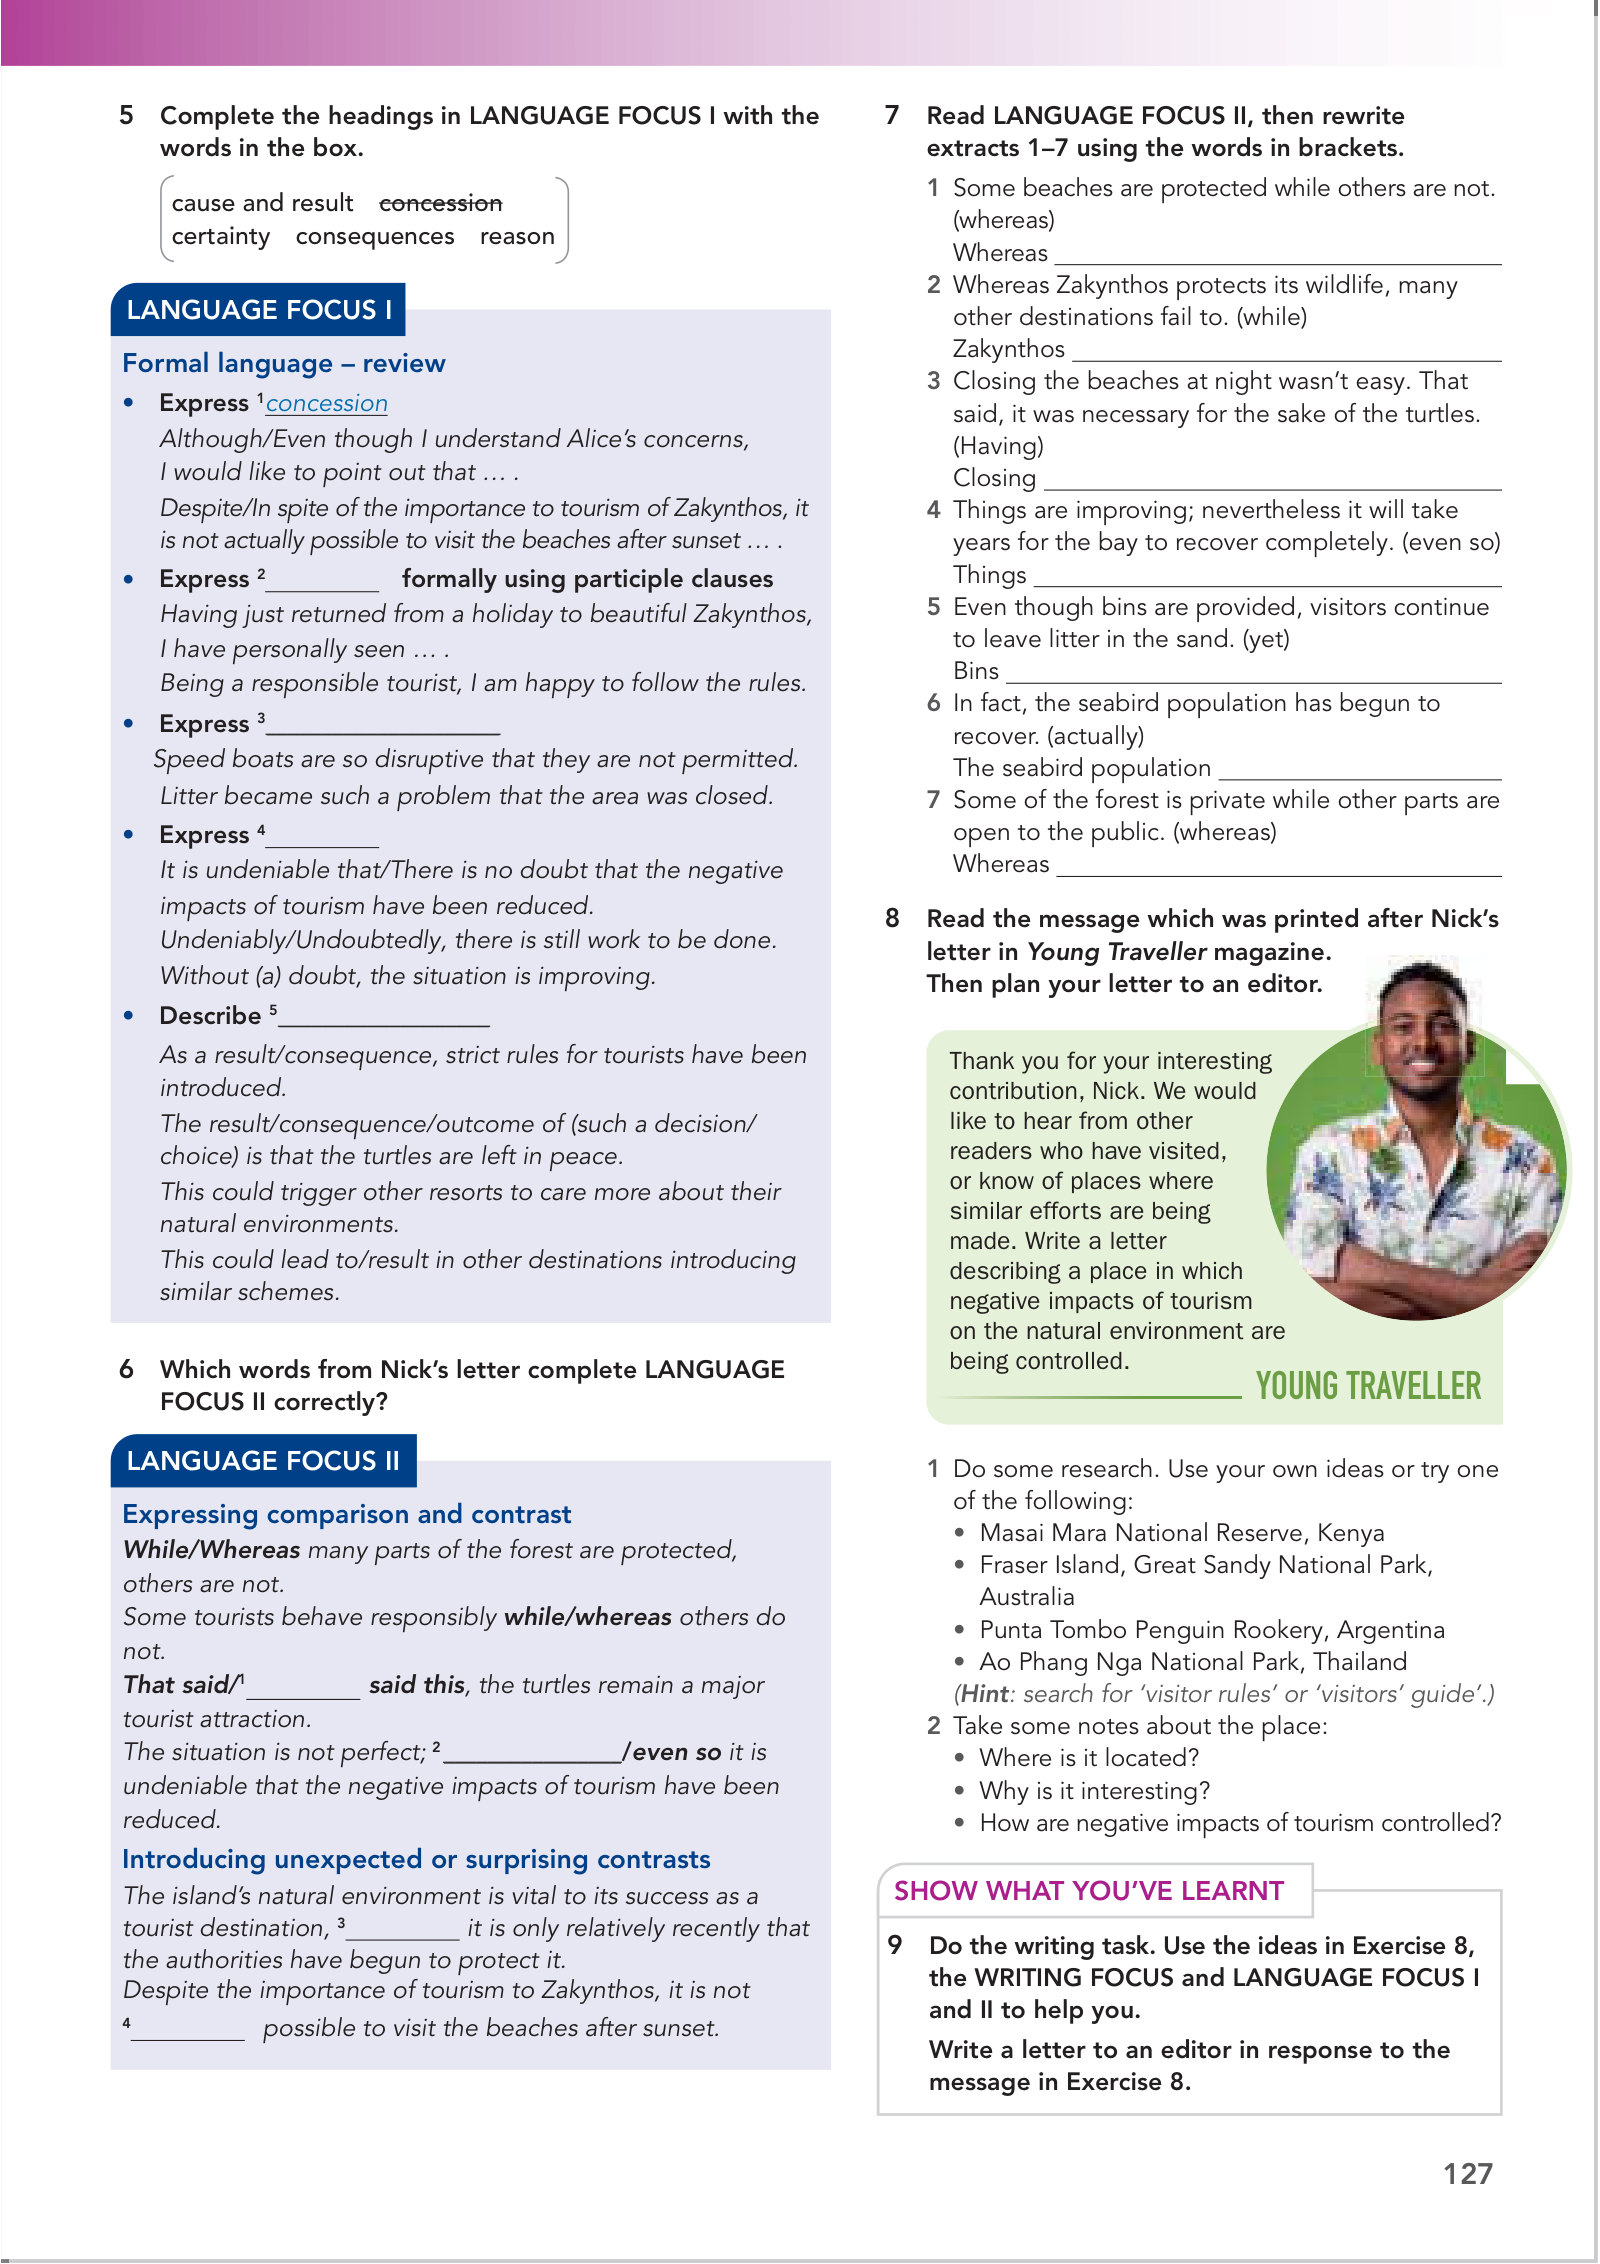 5 Complete the headings in LANGUAGE FOCUS I with the
words in the box.
cause and result concession
certainty consequences reason
LANGUAGE FOCUS I
Formal language – review
• Express ¹concession
Although/Even though I understand Alice's concerns,
I would like to point out that … .
Despite/In spite of the importance to tourism of Zakynthos, it
is not actually possible to visit the beaches after sunset … .
• Express ²__________ formally using participle clauses
Having just returned from a holiday to beautiful Zakynthos,
I have personally seen … .
Being a responsible tourist, I am happy to follow the rules.
• Express ³__________
Speed boats are so disruptive that they are not permitted.
Litter became such a problem that the area was closed.
• Express ⁴__________
It is undeniable that/There is no doubt that the negative
impacts of tourism have been reduced.
Undeniably/Undoubtedly, there is still work to be done.
Without (a) doubt, the situation is improving.
• Describe ⁵__________
As a result/consequence, strict rules for tourists have been
introduced.
The result/consequence/outcome of (such a decision/
choice) is that the turtles are left in peace.
This could trigger other resorts to care more about their
natural environments.
This could lead to/result in other destinations introducing
similar schemes.
6 Which words from Nick's letter complete LANGUAGE
FOCUS II correctly?
LANGUAGE FOCUS II
Expressing comparison and contrast
While/Whereas many parts of the forest are protected,
others are not.
Some tourists behave responsibly while/whereas others do
not.
That said/¹__________ said this, the turtles remain a major
tourist attraction.
The situation is not perfect; ²__________/even so it is
undeniable that the negative impacts of tourism have been
reduced.
Introducing unexpected or surprising contrasts
The island's natural environment is vital to its success as a
tourist destination, ³__________ it is only relatively recently that
the authorities have begun to protect it.
Despite the importance of tourism to Zakynthos, it is not
⁴__________ possible to visit the beaches after sunset.
7 Read LANGUAGE FOCUS II, then rewrite
extracts 1–7 using the words in brackets.
1 Some beaches are protected while others are not.
(whereas)
Whereas __________
2 Whereas Zakynthos protects its wildlife, many
other destinations fail to. (while)
Zakynthos __________
3 Closing the beaches at night wasn't easy. That
said, it was necessary for the sake of the turtles.
(Having)
Closing __________
4 Things are improving; nevertheless it will take
years for the bay to recover completely. (even so)
Things __________
5 Even though bins are provided, visitors continue
to leave litter in the sand. (yet)
Bins __________
6 In fact, the seabird population has begun to
recover. (actually)
The seabird population __________
7 Some of the forest is private while other parts are
open to the public. (whereas)
Whereas __________
8 Read the message which was printed after Nick's
letter in Young Traveller magazine.
Then plan your letter to an editor.
Thank you for your interesting
contribution, Nick. We would
like to hear from other
readers who have visited,
or know of places where
similar efforts are being
made. Write a letter
describing a place in which
negative impacts of tourism
on the natural environment are
being controlled.
YOUNG TRAVELLER
1 Do some research. Use your own ideas or try one
of the following:
• Masai Mara National Reserve, Kenya
• Fraser Island, Great Sandy National Park,
Australia
• Punta Tombo Penguin Rookery, Argentina
• Ao Phang Nga National Park, Thailand
(Hint: search for 'visitor rules' or 'visitors' guide'.)
2 Take some notes about the place:
• Where is it located?
• Why is it interesting?
• How are negative impacts of tourism controlled?
SHOW WHAT YOU'VE LEARNT
9 Do the writing task. Use the ideas in Exercise 8,
the WRITING FOCUS and LANGUAGE FOCUS I
and II to help you.
Write a letter to an editor in response to the
message in Exercise 8.
127